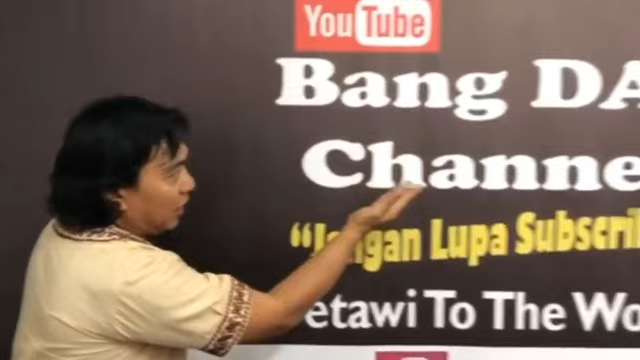 YouTube
Bang DA
Channe
“Jangan Lupa Subscri
etawi To The Wo